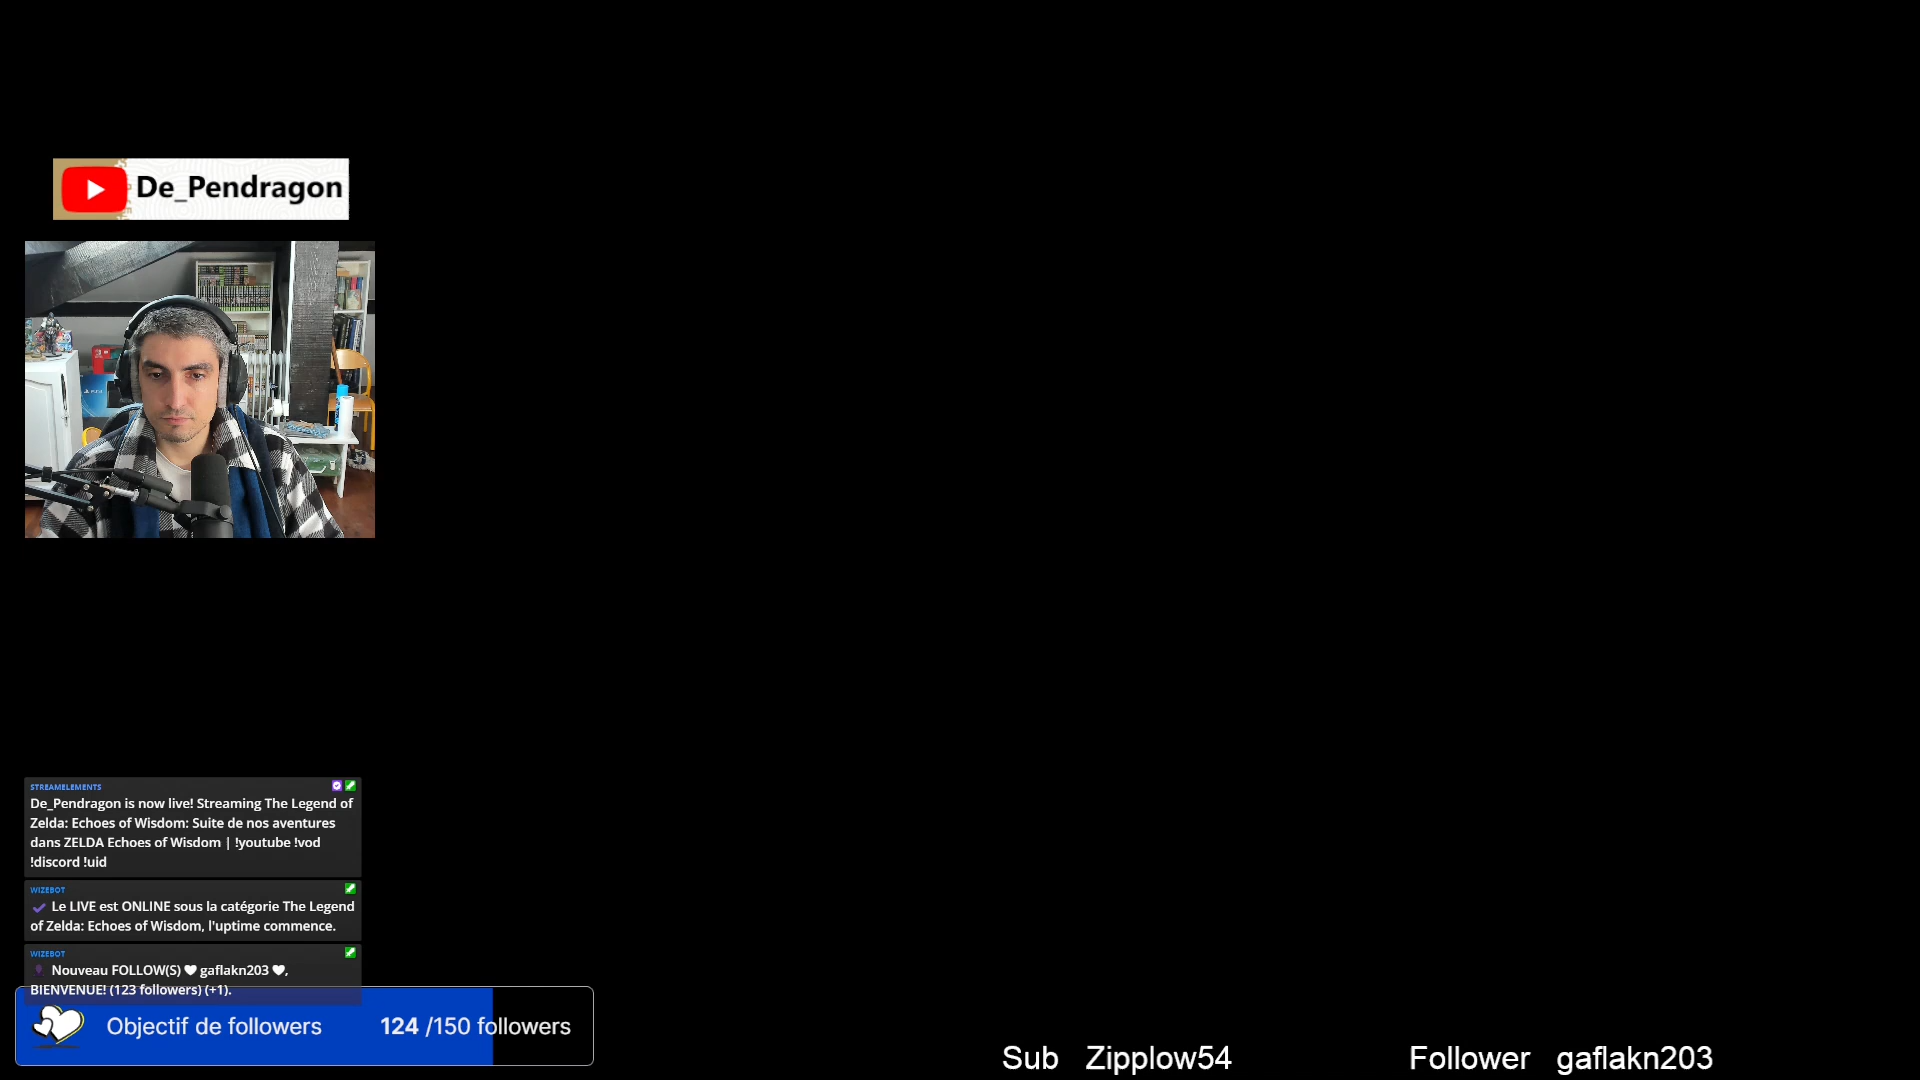 De_Pendragon
STREAMELEMENTS
De_Pendragon is now live! Streaming The Legend of
Zelda: Echoes of Wisdom: Suite de nos aventures
dans ZELDA Echoes of Wisdom | !youtube !vod
!discord !uid
WIZEBOT
Le LIVE est ONLINE sous la catégorie The Legend
of Zelda: Echoes of Wisdom, l'uptime commence.
WIZEBOT
Nouveau FOLLOW(S) 🤍 gaflakn203 🤍,
BIENVENUE! (123 followers) (+1).
Objectif de followers 124 /150 followers
Sub Zipplow54 Follower gaflakn203